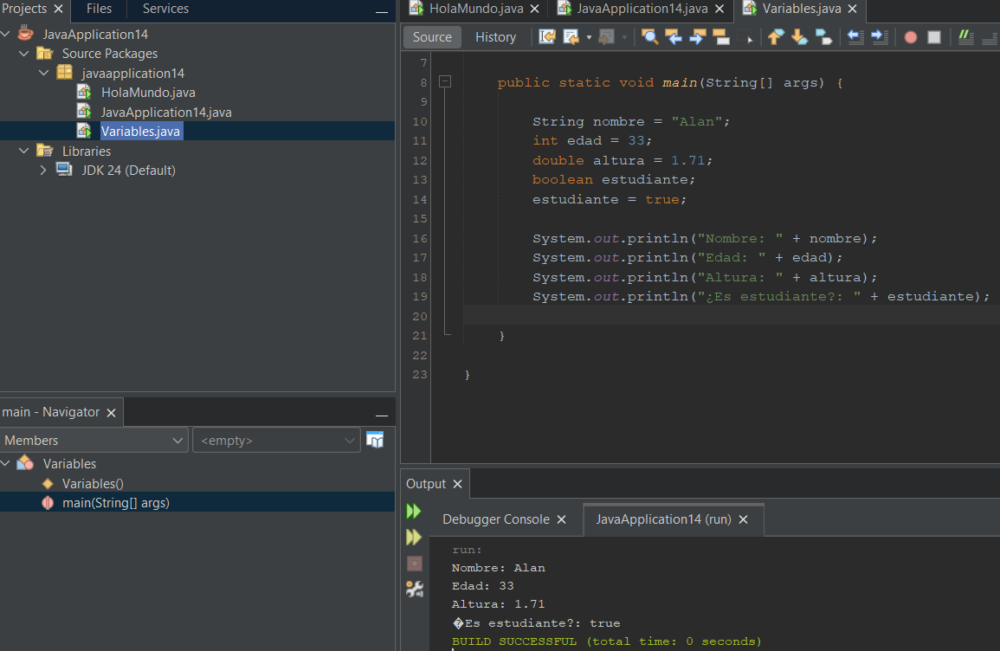 Projects
Files
Services
JavaApplication14
Source Packages
javaapplication14
HolaMundo.java
JavaApplication14.java
Variables.java
Libraries
JDK 24 (Default)
main - Navigator
Members
<empty>
Variables
Variables()
main(String[] args)
HolaMundo.java
JavaApplication14.java
Variables.java
Source
History
7
8 public static void main(String[] args) {
9
10 String nombre = "Alan";
11 int edad = 33;
12 double altura = 1.71;
13 boolean estudiante;
14 estudiante = true;
15
16 System.out.println("Nombre: " + nombre);
17 System.out.println("Edad: " + edad);
18 System.out.println("Altura: " + altura);
19 System.out.println("¿Es estudiante?: " + estudiante);
20
21 }
22
23 }
Output
Debugger Console
JavaApplication14 (run)
run:
Nombre: Alan
Edad: 33
Altura: 1.71
�Es estudiante?: true
BUILD SUCCESSFUL (total time: 0 seconds)